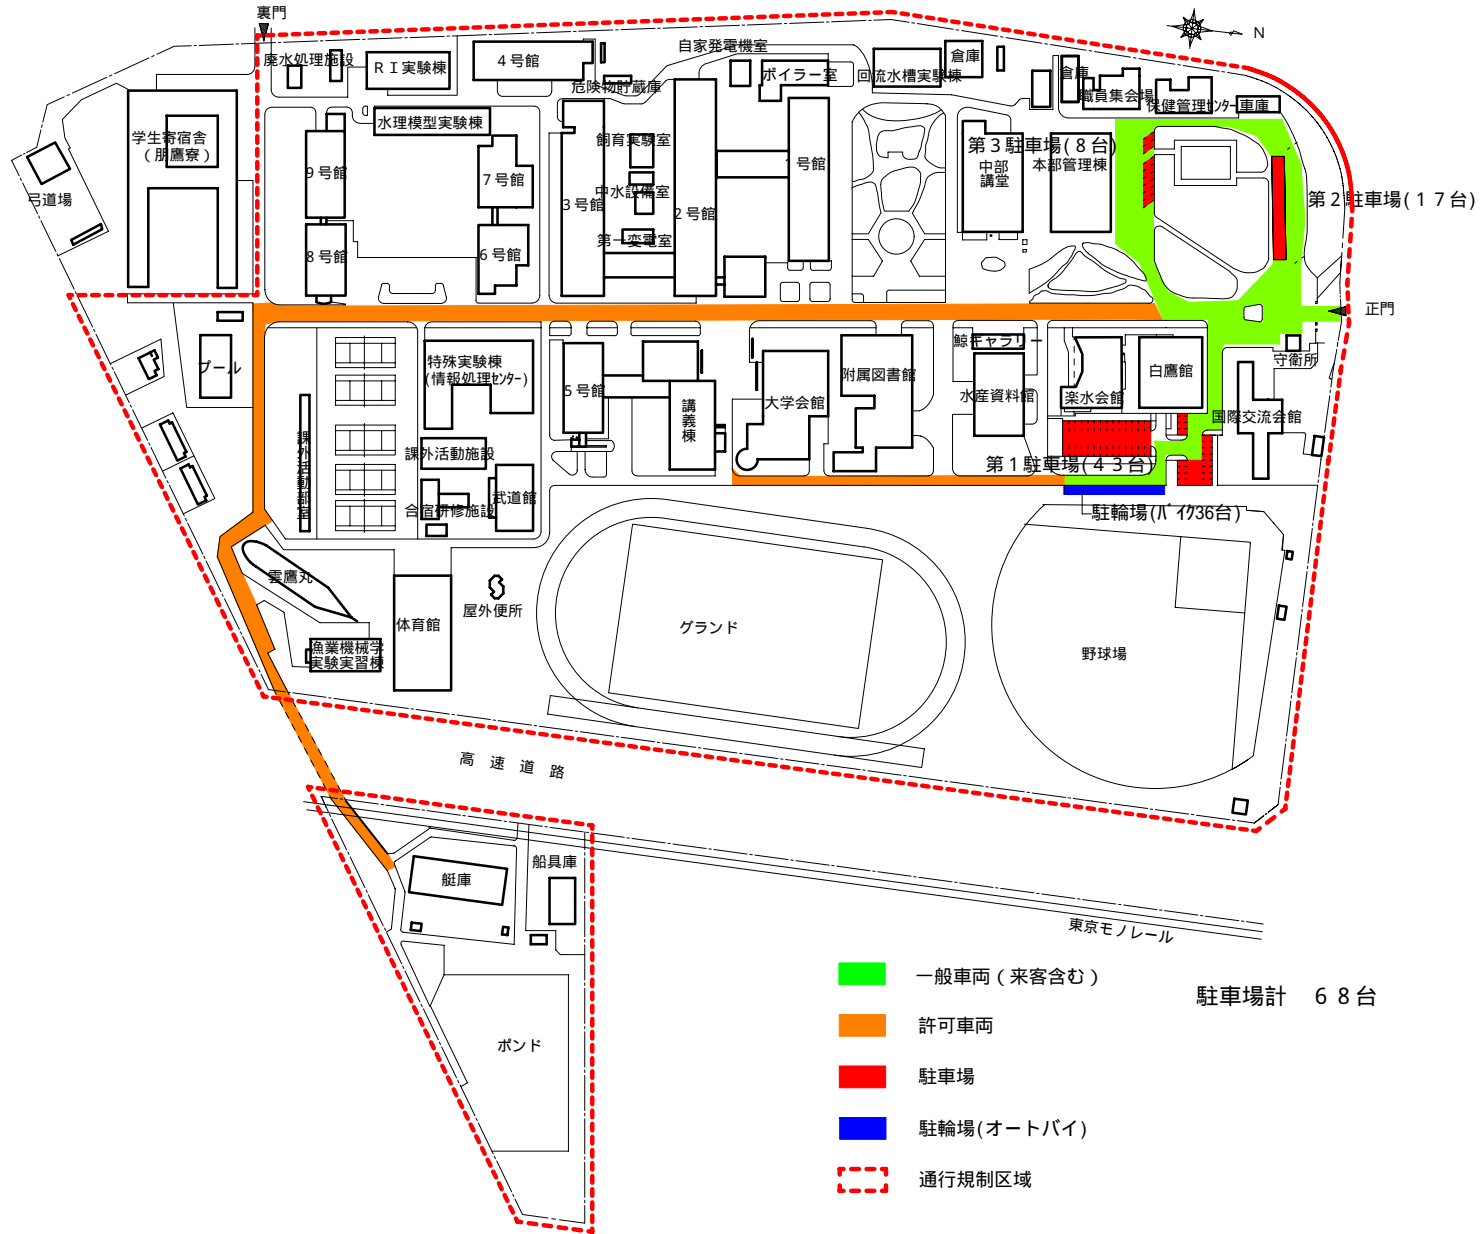 裏門
N
廃水処理施設
RI実験棟
4号館
自家発電機室
ボイラー室
回流水槽実験棟
倉庫
倉庫
職員集会場
保健管理センター
車庫
危険物貯蔵庫
水理模型実験棟
学生寄宿舎
(朋鷹寮)
弓道場
9号館
7号館
3号館
飼育実験室
中水設備室
2号館
第一変電室
号館
第3駐車場(8台)
中部
講堂
本部管理棟
第2駐車場(17台)
8号館
6号館
正門
プール
特殊実験棟
(情報処理センター)
5号館
講義棟
大学会館
附属図書館
鯨ギャラリー
水産資料館
楽水会館
白鷹館
守衛所
国際交流会館
課外活動部室
課外活動施設
合宿研修施設
武道館
第1駐車場(43台)
駐輪場(バイク36台)
雲鷹丸
漁業機械学
実験実習棟
体育館
屋外便所
グランド
野球場
高速道路
艇庫
船具庫
東京モノレール
ポンド
一般車両(来客含む)
許可車両
駐車場
駐輪場(オートバイ)
通行規制区域
駐車場計 68台